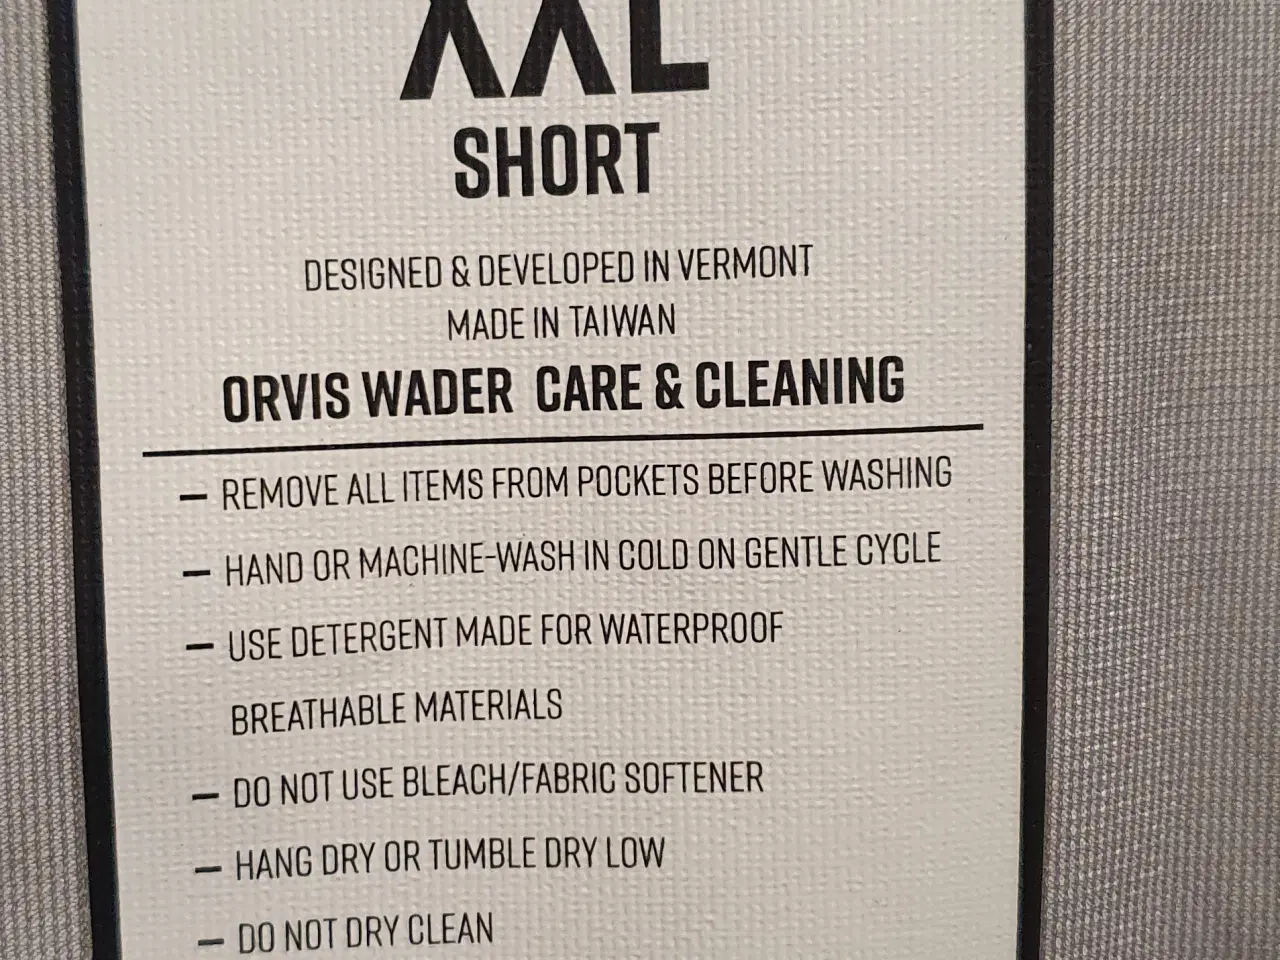 XXL
SHORT
DESIGNED & DEVELOPED IN VERMONT
MADE IN TAIWAN
ORVIS WADER CARE & CLEANING
— REMOVE ALL ITEMS FROM POCKETS BEFORE WASHING
— HAND OR MACHINE-WASH IN COLD ON GENTLE CYCLE
— USE DETERGENT MADE FOR WATERPROOF
BREATHABLE MATERIALS
— DO NOT USE BLEACH/FABRIC SOFTENER
— HANG DRY OR TUMBLE DRY LOW
— DO NOT DRY CLEAN